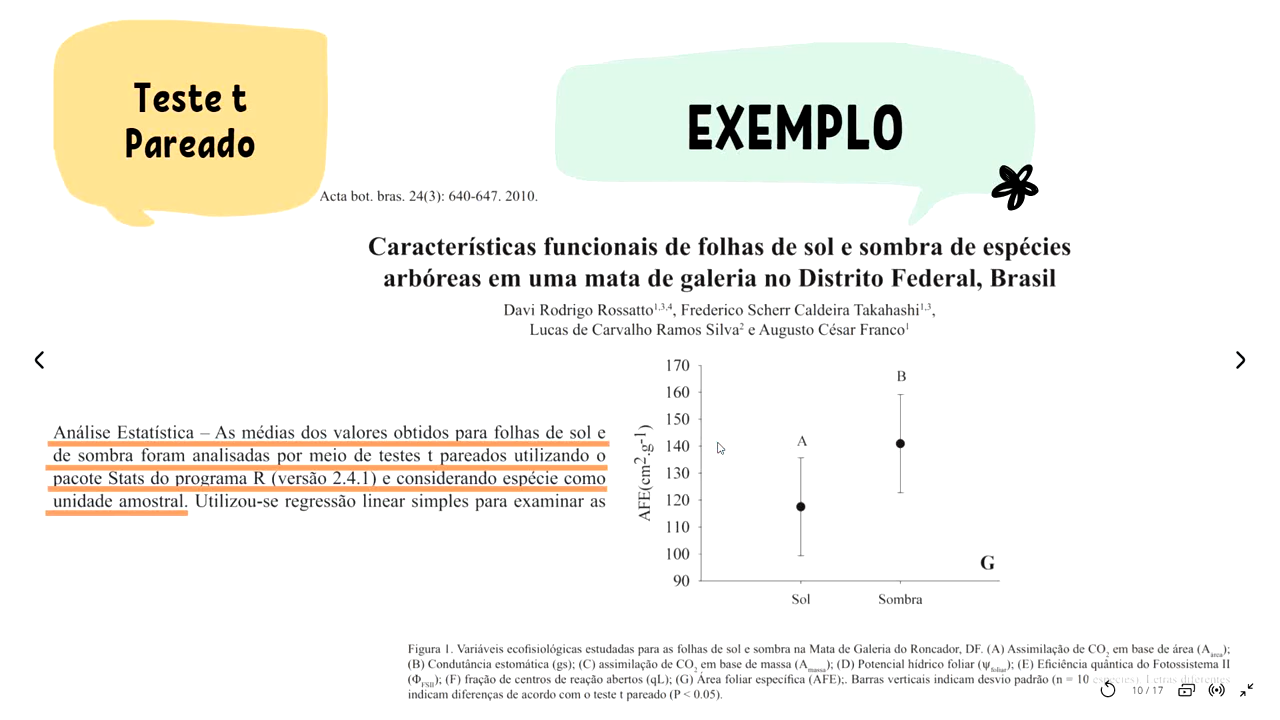 Teste t
Pareado
EXEMPLO
Acta bot. bras. 24(3): 640-647. 2010.
Características funcionais de folhas de sol e sombra de espécies
arbóreas em uma mata de galeria no Distrito Federal, Brasil
Davi Rodrigo Rossatto1,3,4, Frederico Scherr Caldeira Takahashi1,3,
Lucas de Carvalho Ramos Silva2 e Augusto César Franco1
Análise Estatística – As médias dos valores obtidos para folhas de sol e
de sombra foram analisadas por meio de testes t pareados utilizando o
pacote Stats do programa R (versão 2.4.1) e considerando espécie como
unidade amostral. Utilizou-se regressão linear simples para examinar as
AFE(cm2.g-1)
170
160
150
140
130
120
110
100
90
A
B
G
Sol Sombra
Figura 1. Variáveis ecofisiológicas estudadas para as folhas de sol e sombra na Mata de Galeria do Roncador, DF. (A) Assimilação de CO2 em base de área (Aarea);
(B) Condutância estomática (gs); (C) assimilação de CO2 em base de massa (Amassa); (D) Potencial hídrico foliar (ψfoliar); (E) Eficiência quântica do Fotossistema II
(ΦFSII); (F) fração de centros de reação abertos (qL); (G) Área foliar específica (AFE);. Barras verticais indicam desvio padrão (n = 10 espécies). Letras diferentes
indicam diferenças de acordo com o teste t pareado (P < 0.05).
10 / 17